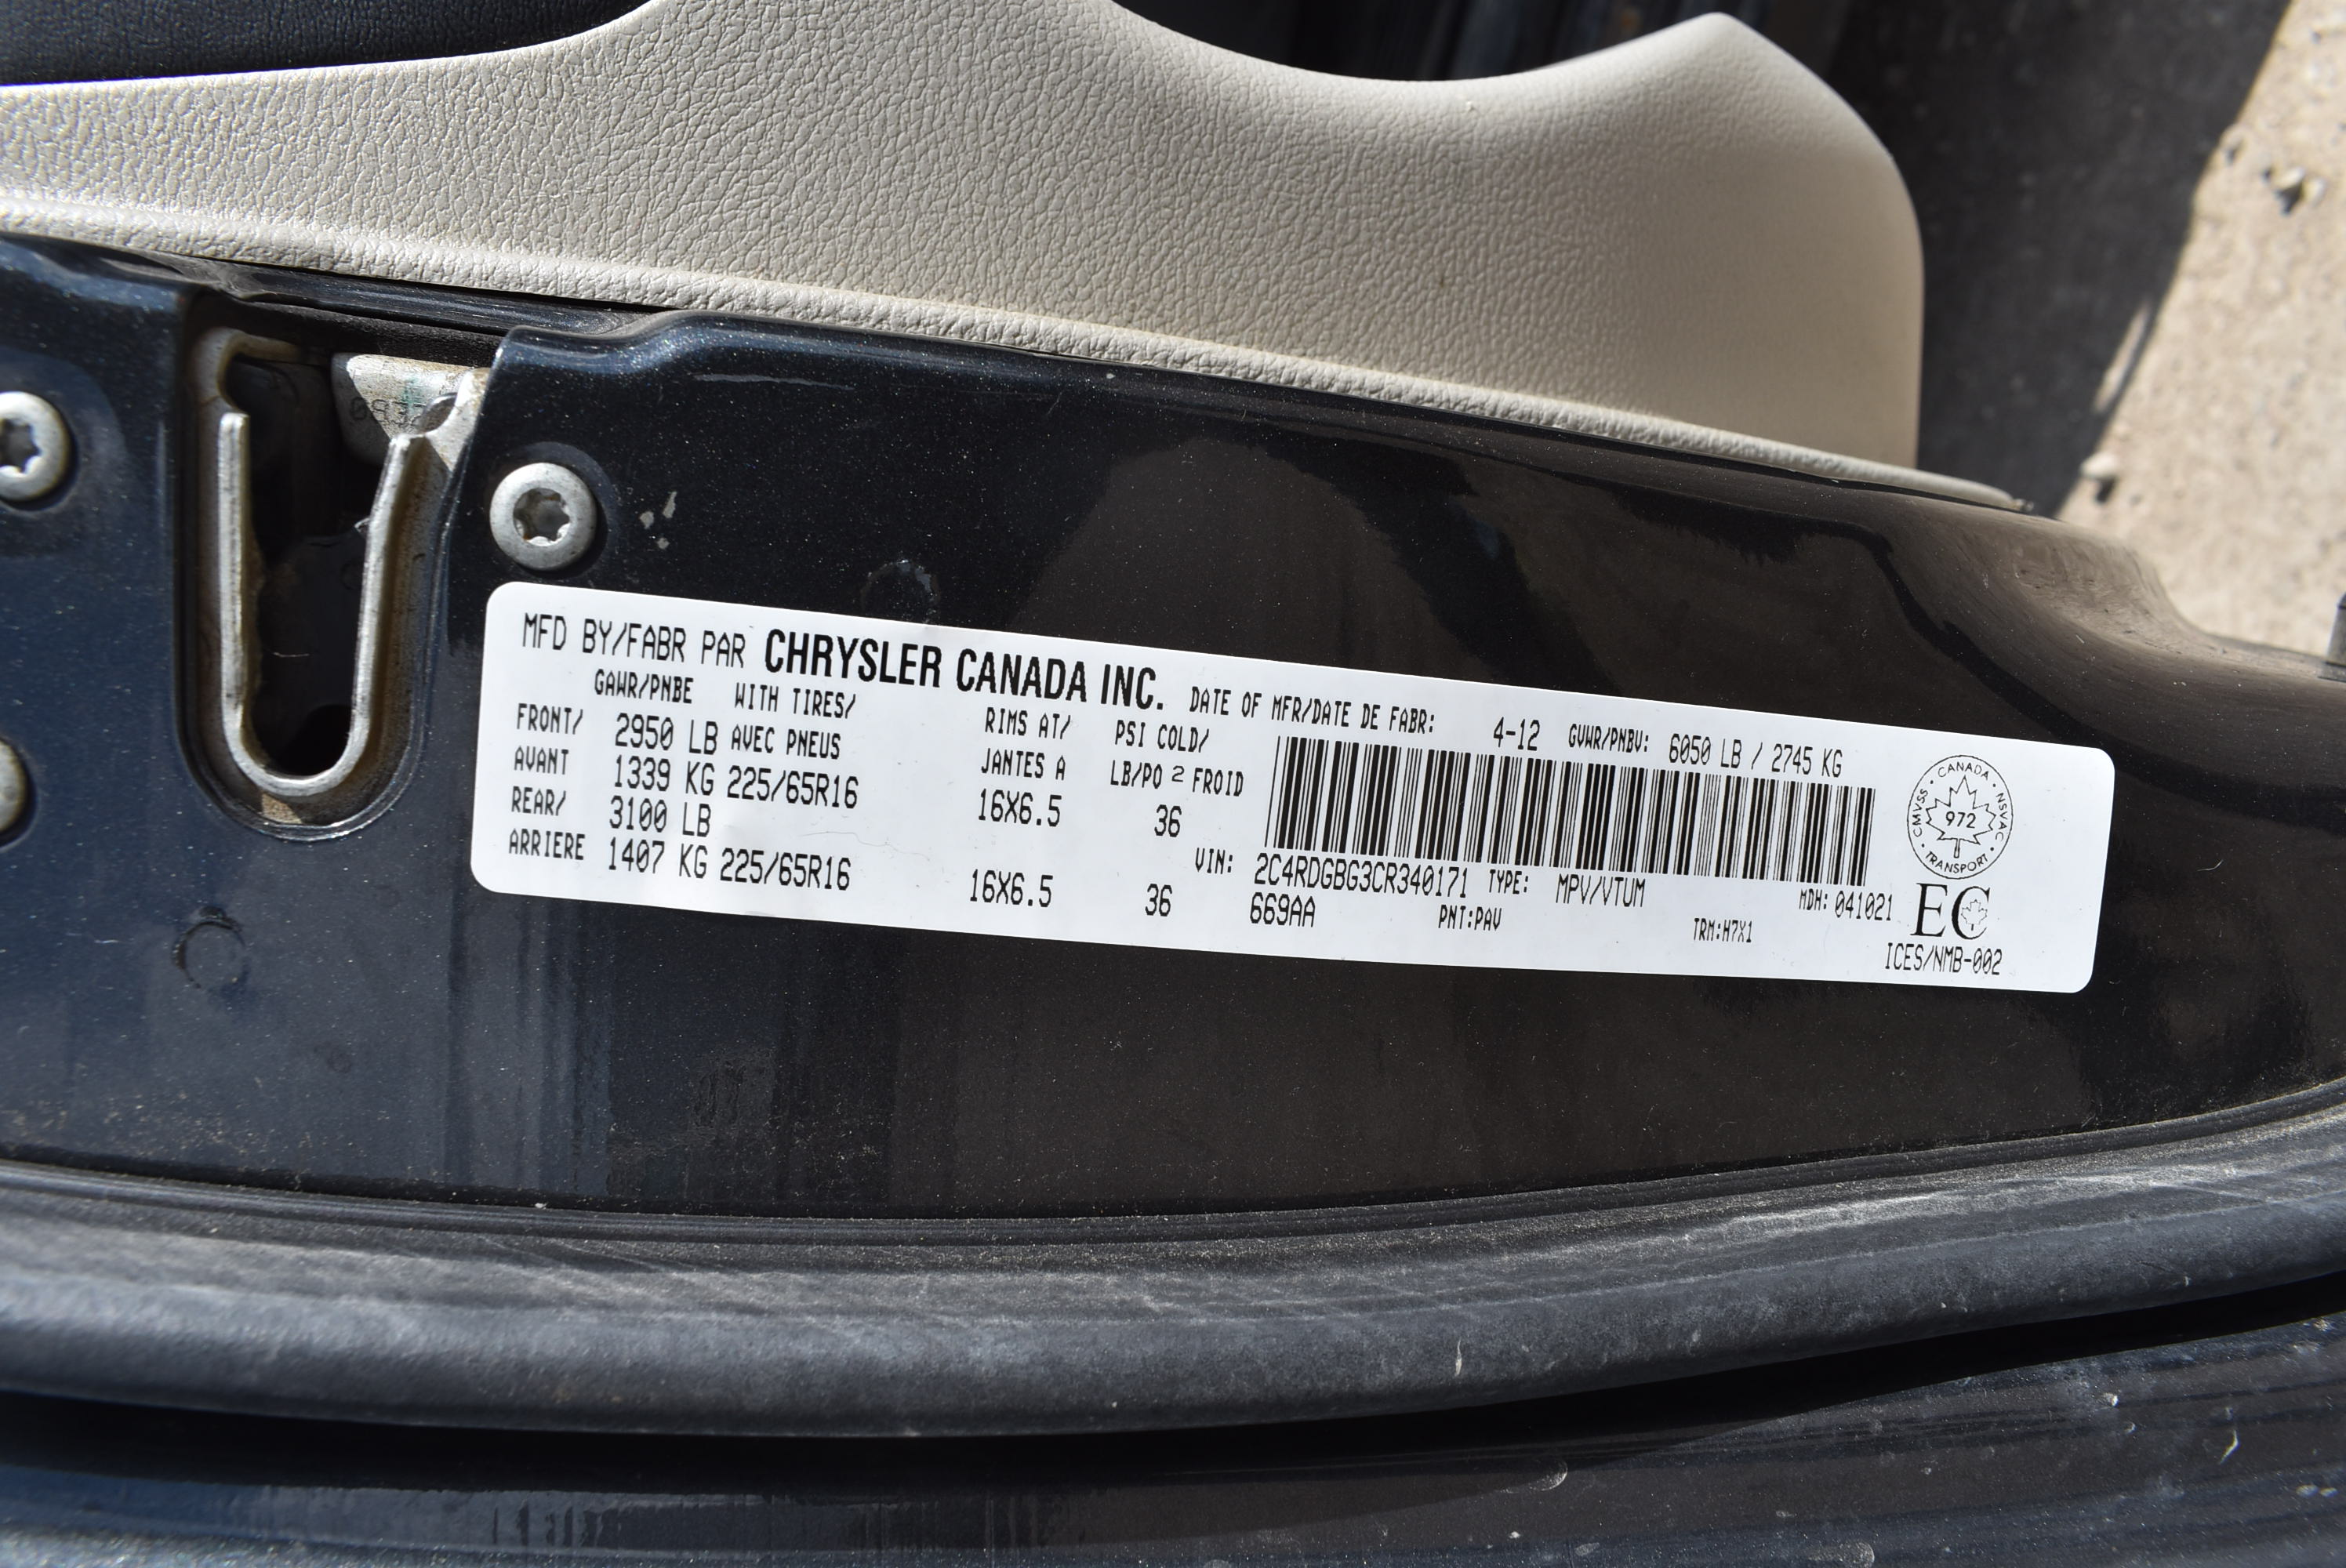 MFD BY/FABR PAR CHRYSLER CANADA INC. DATE OF MFR/DATE DE FABR: 4-12 GVWR/PNBV: 6050 LB / 2745 KG
GAWR/PNBE WITH TIRES/ RIMS AT/ PSI COLD/
FRONT/ 2950 LB AVEC PNEUS JANTES A LB/PO 2 FROID
AVANT 1339 KG 225/65R16 16X6.5 36
REAR/ 3100 LB
ARRIERE 1407 KG 225/65R16 16X6.5 36
VIN: 2C4RDGBG3CR340171 TYPE: MPV/VTUM MDH: 041021
669AA PNT:PAV TRM:H7X1
CANADA · NSVAC · TRANSPORT · CMVSS ·
972
EC
ICES/NMB-002